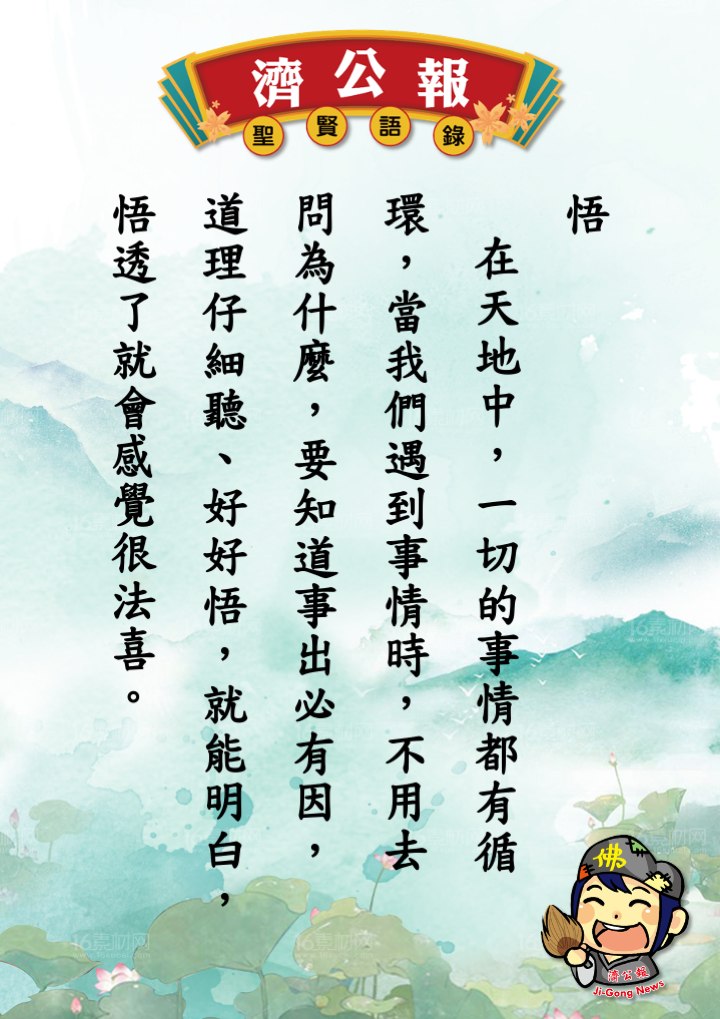 濟公報
聖賢語錄
悟
在天地中，一切的事情都有循
環，當我們遇到事情時，不用去
問為什麼，要知道事出必有因，
道理仔細聽、好好悟，就能明白，
悟透了就會感覺很法喜。
佛
濟公報
Ji-Gong News